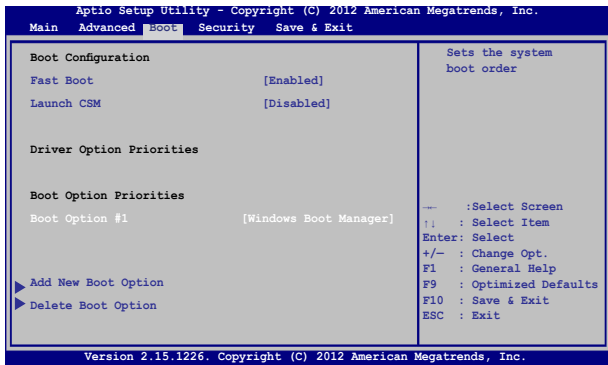 Aptio Setup Utility - Copyright (C) 2012 American Megatrends, Inc.
Main Advanced Boot Security Save & Exit
Boot Configuration
Fast Boot [Enabled]
Launch CSM [Disabled]
Driver Option Priorities
Boot Option Priorities
Boot Option #1 [Windows Boot Manager]
Add New Boot Option
Delete Boot Option
Sets the system
boot order
→← :Select Screen
↑↓ : Select Item
Enter: Select
+/— : Change Opt.
F1 : General Help
F9 : Optimized Defaults
F10 : Save & Exit
ESC : Exit
Version 2.15.1226. Copyright (C) 2012 American Megatrends, Inc.